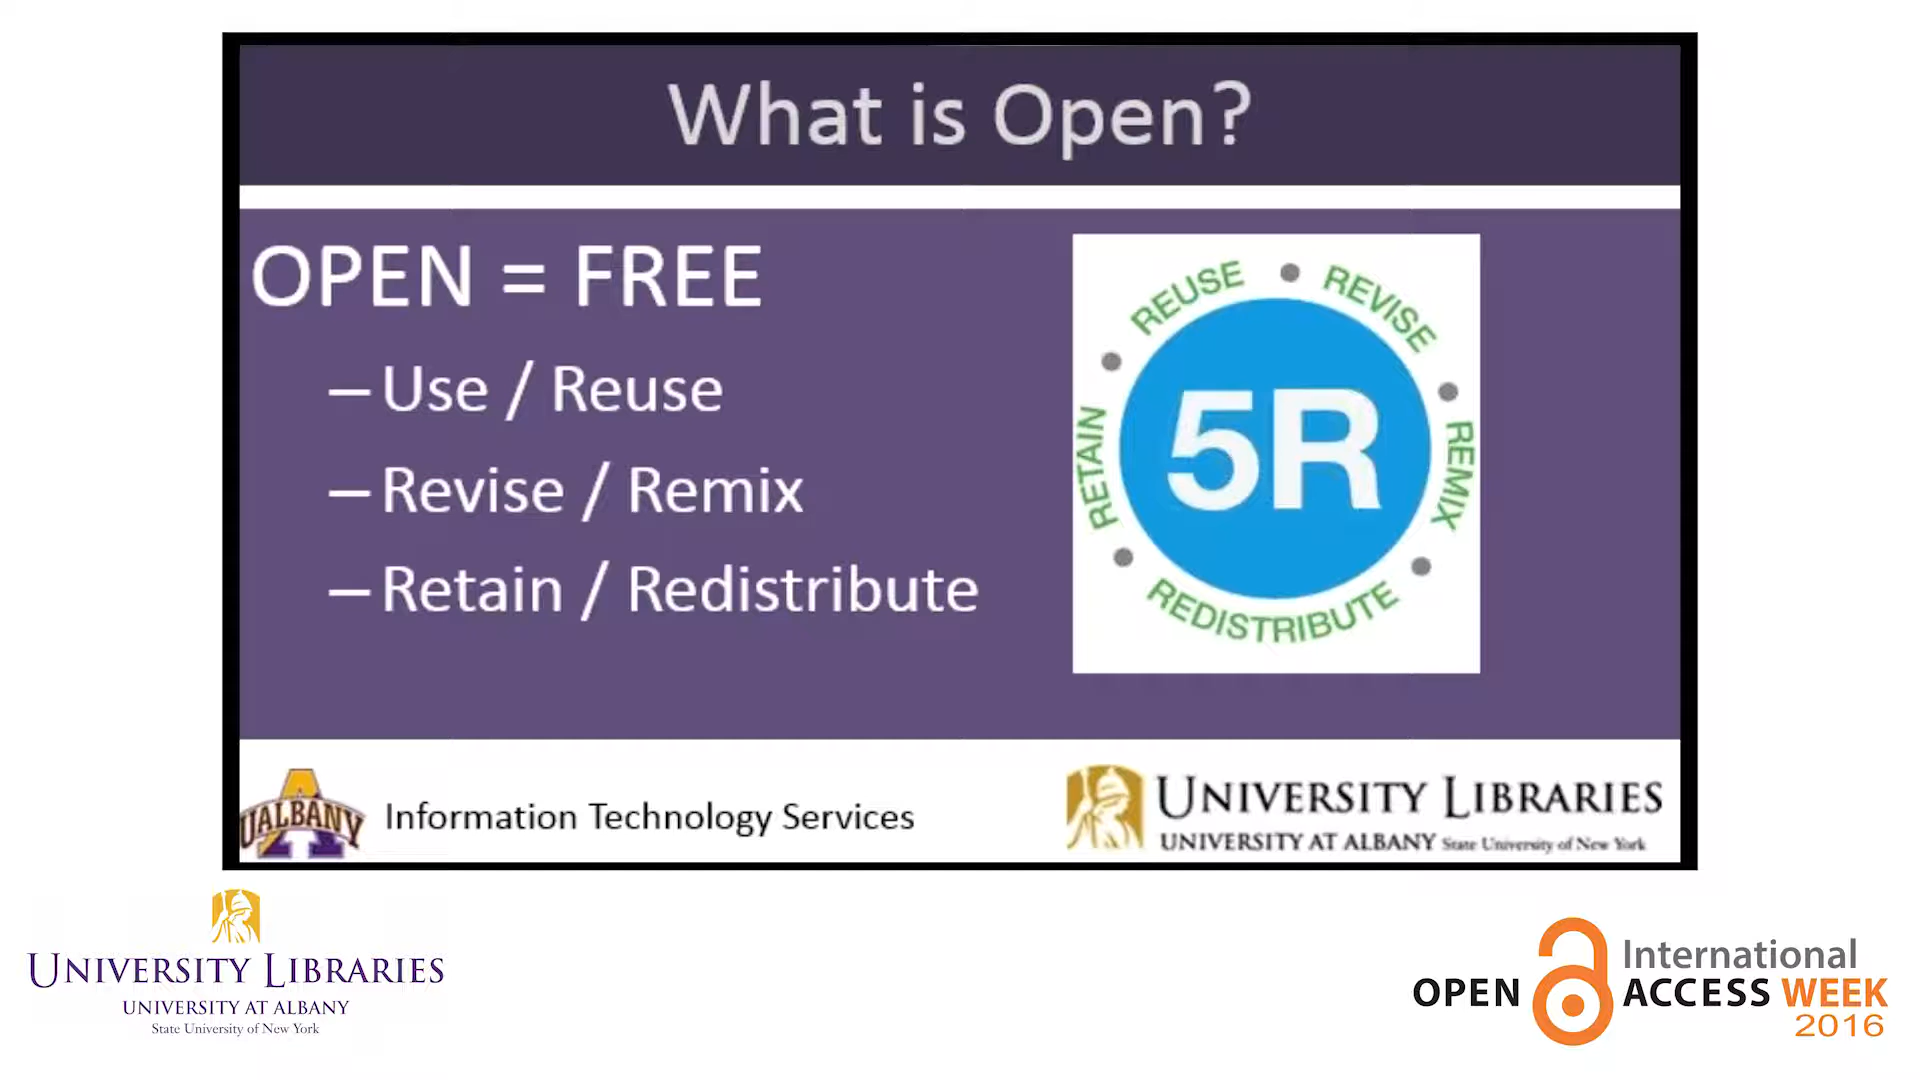 What is Open?
OPEN = FREE
– Use / Reuse
– Revise / Remix
– Retain / Redistribute
REUSE • REVISE • REMIX • REDISTRIBUTE • RETAIN •
5R
UALBANY
Information Technology Services
UNIVERSITY LIBRARIES
UNIVERSITY AT ALBANY State University of New York
UNIVERSITY LIBRARIES
UNIVERSITY AT ALBANY
State University of New York
International
OPEN ACCESS WEEK
2016